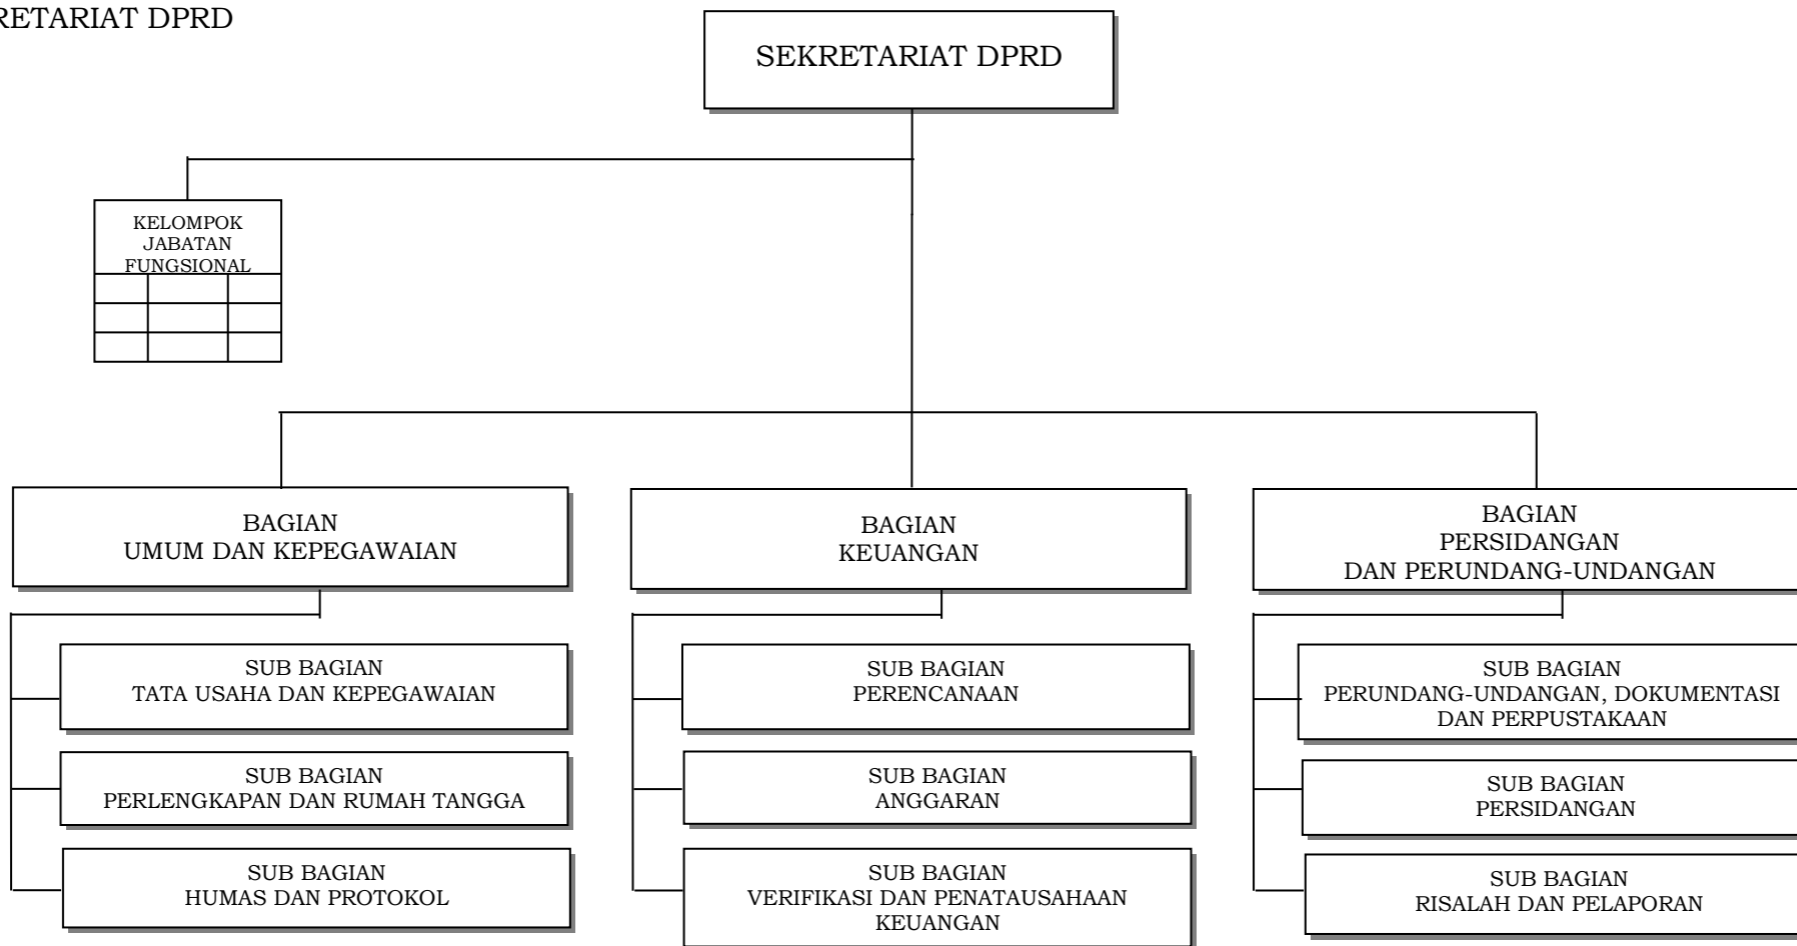 RETARIAT DPRD
SEKRETARIAT DPRD
KELOMPOK
JABATAN
FUNGSIONAL
BAGIAN
UMUM DAN KEPEGAWAIAN
BAGIAN
KEUANGAN
BAGIAN
PERSIDANGAN
DAN PERUNDANG-UNDANGAN
SUB BAGIAN
TATA USAHA DAN KEPEGAWAIAN
SUB BAGIAN
PERLENGKAPAN DAN RUMAH TANGGA
SUB BAGIAN
HUMAS DAN PROTOKOL
SUB BAGIAN
PERENCANAAN
SUB BAGIAN
ANGGARAN
SUB BAGIAN
VERIFIKASI DAN PENATAUSAHAAN
KEUANGAN
SUB BAGIAN
PERUNDANG-UNDANGAN, DOKUMENTASI
DAN PERPUSTAKAAN
SUB BAGIAN
PERSIDANGAN
SUB BAGIAN
RISALAH DAN PELAPORAN